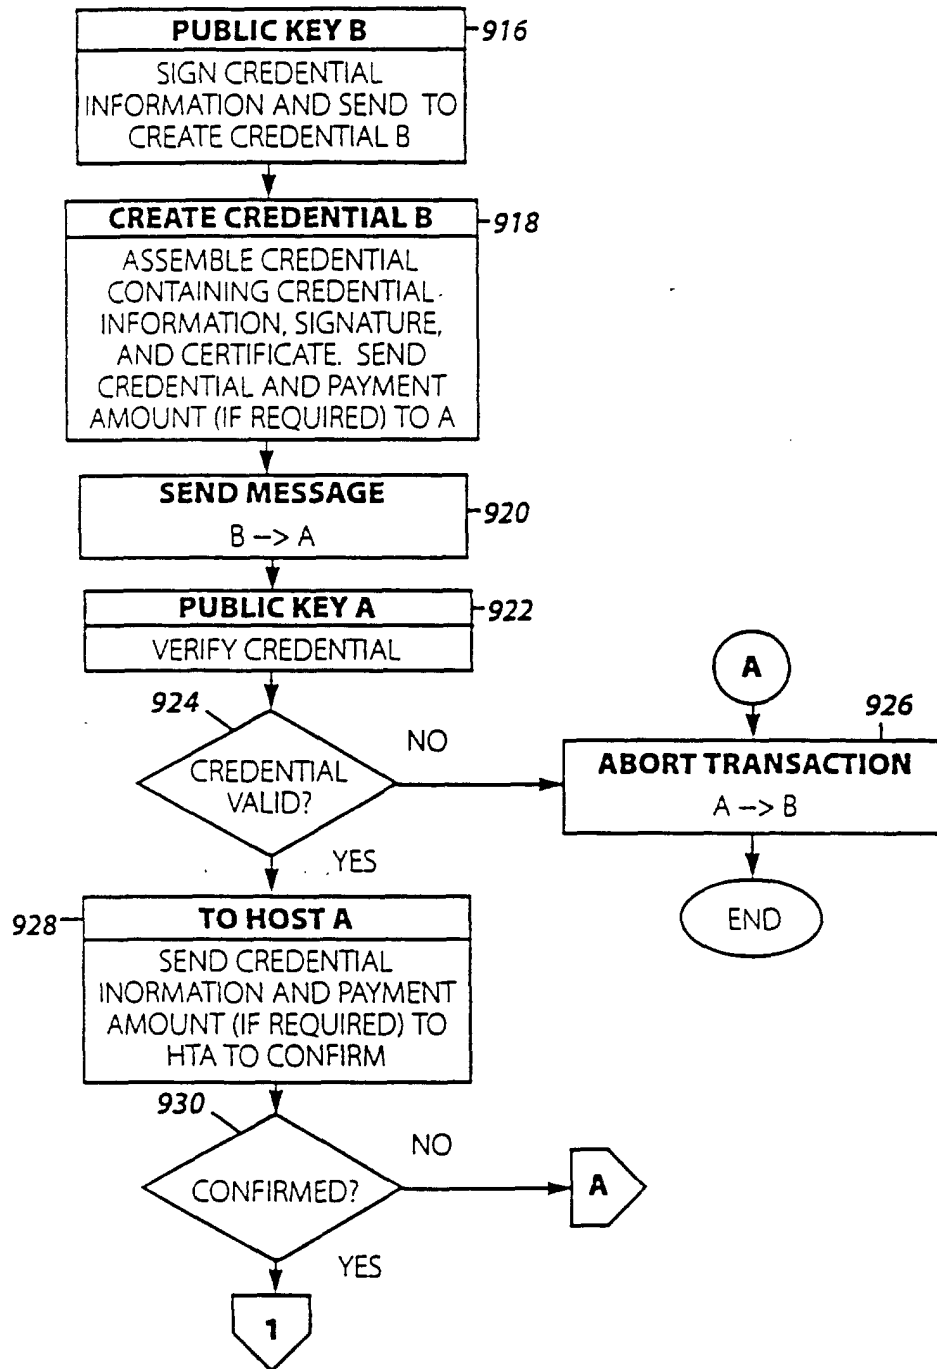 PUBLIC KEY B
916
SIGN CREDENTIAL
INFORMATION AND SEND TO
CREATE CREDENTIAL B
CREATE CREDENTIAL B
918
ASSEMBLE CREDENTIAL
CONTAINING CREDENTIAL
INFORMATION, SIGNATURE,
AND CERTIFICATE. SEND
CREDENTIAL AND PAYMENT
AMOUNT (IF REQUIRED) TO A
SEND MESSAGE
920
B --> A
PUBLIC KEY A
922
VERIFY CREDENTIAL
924
CREDENTIAL
VALID?
NO
YES
A
926
ABORT TRANSACTION
A --> B
END
928
TO HOST A
SEND CREDENTIAL
INORMATION AND PAYMENT
AMOUNT (IF REQUIRED) TO
HTA TO CONFIRM
930
CONFIRMED?
NO
A
YES
1